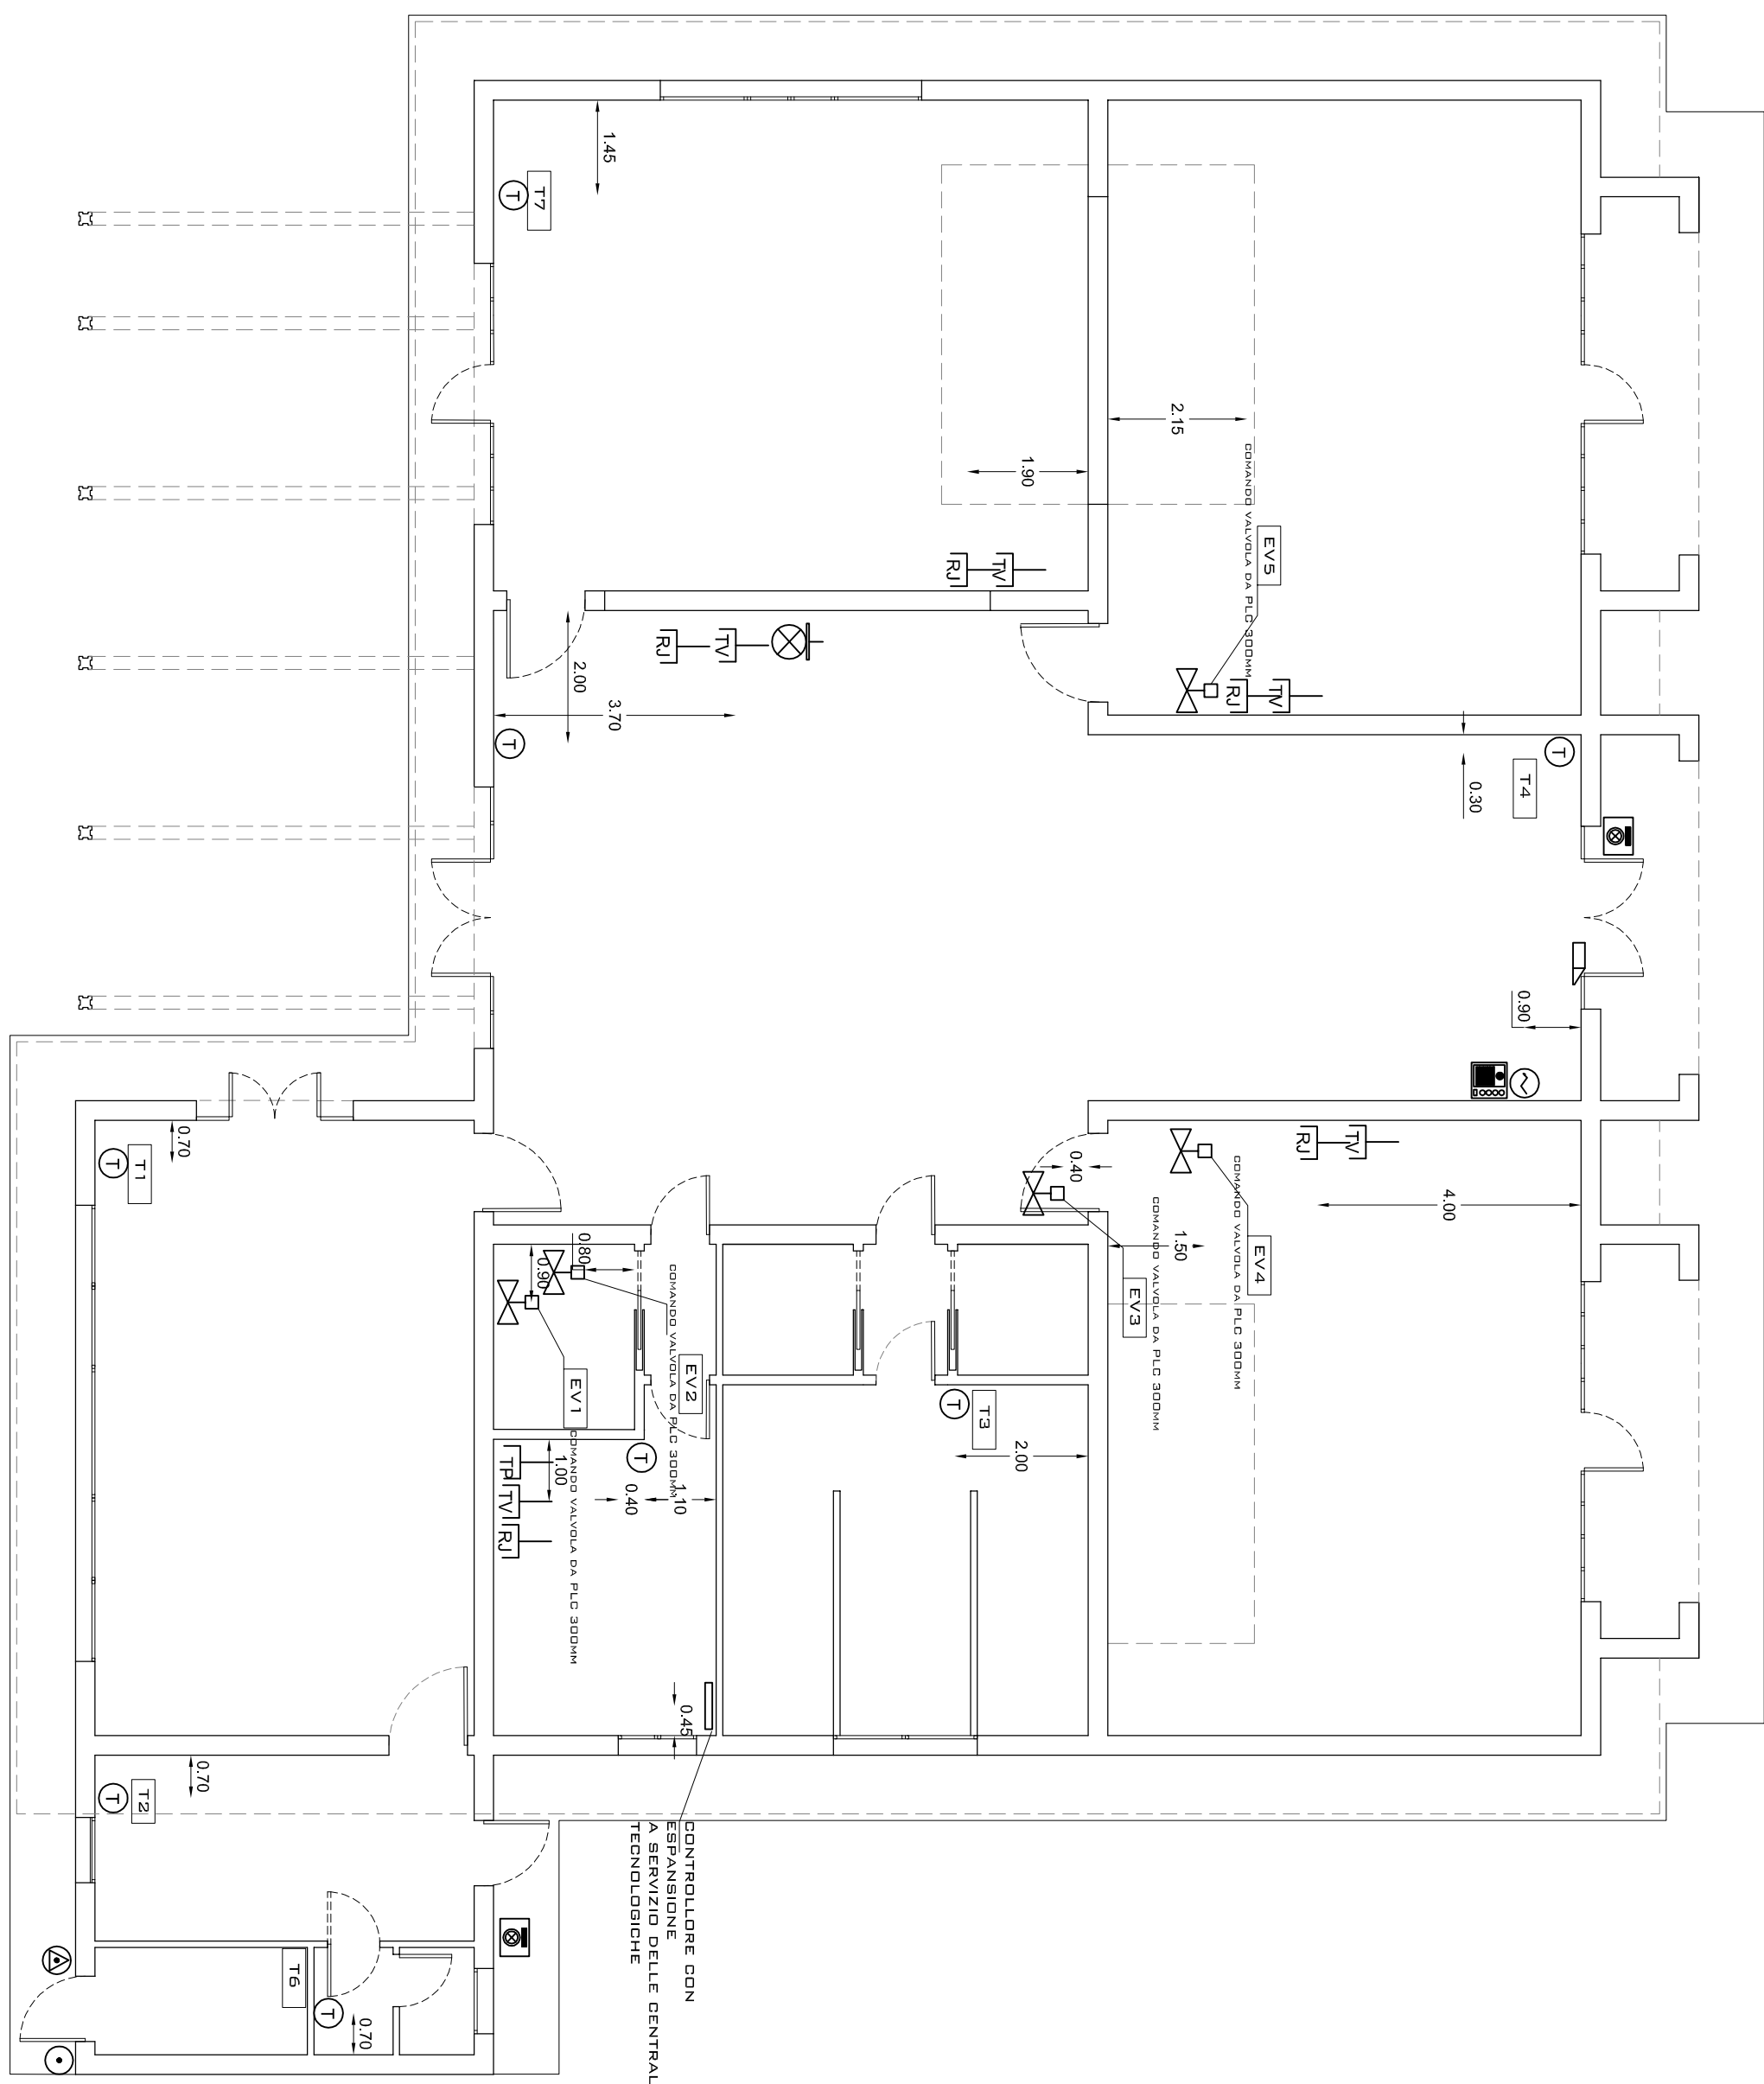 1.45
T7
T
2.15
1.90
COMANDO VALVOLA DA PLC 300MM
EV5
RJ
TV
RJ
TV
2.00
3.70
T
RJ
TV
T
T4
0.30
0.90
0.70
T1
T
RJ
TV
4.00
0.40
COMANDO VALVOLA DA PLC 300MM
EV4
1.50
COMANDO VALVOLA DA PLC 300MM
EV3
0.80
0.90
COMANDO VALVOLA DA PLC 300MM
EV2
EV1
COMANDO VALVOLA DA PLC 300MM
T
T3
2.00
T
TP
TV
RJ
1.00
0.40
1.10
0.45
CONTROLLORE CON
ESPANSIONE
A SERVIZIO DELLE CENTRAL
TECNOLOGICHE
0.70
T2
T
T6
T
0.70